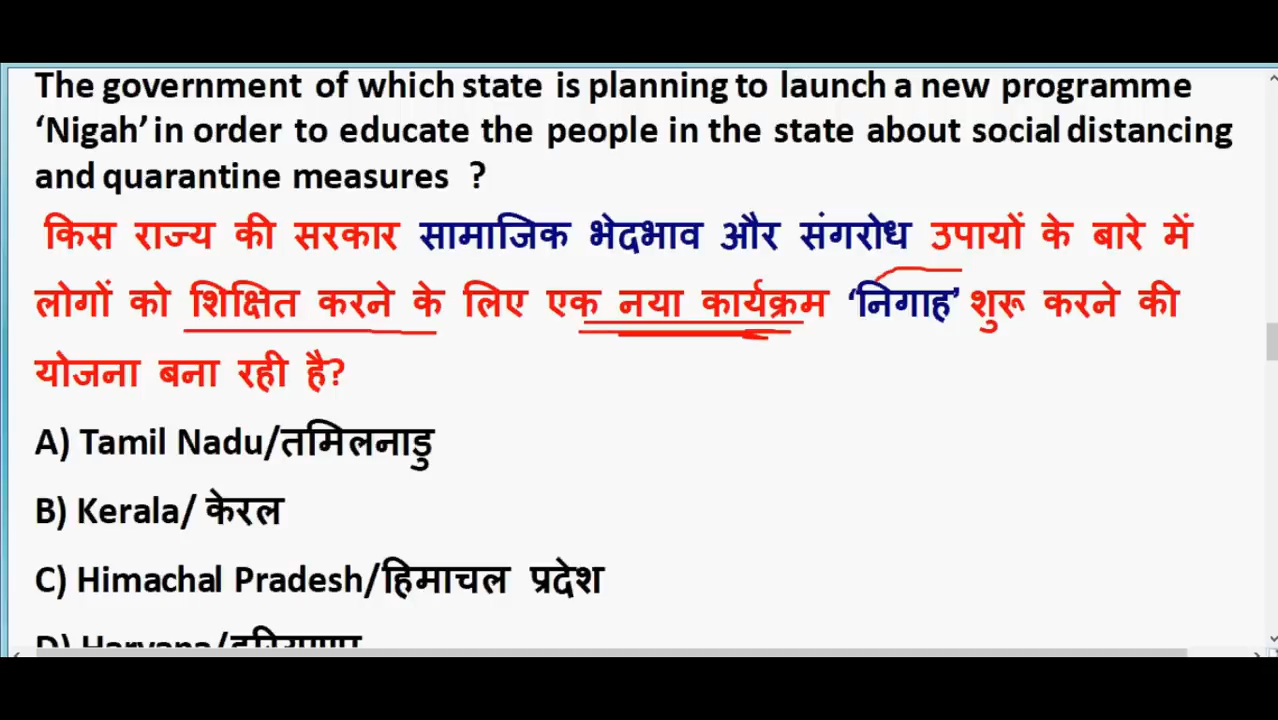 The government of which state is planning to launch a new programme
‘Nigah’ in order to educate the people in the state about social distancing
and quarantine measures ?
किस राज्य की सरकार सामाजिक भेदभाव और संगरोध उपायों के बारे में
लोगों को शिक्षित करने के लिए एक नया कार्यक्रम ‘निगाह’ शुरू करने की
योजना बना रही है?
A) Tamil Nadu/तमिलनाडु
B) Kerala/ केरल
C) Himachal Pradesh/हिमाचल प्रदेश
D) Haryana/हरियाणा